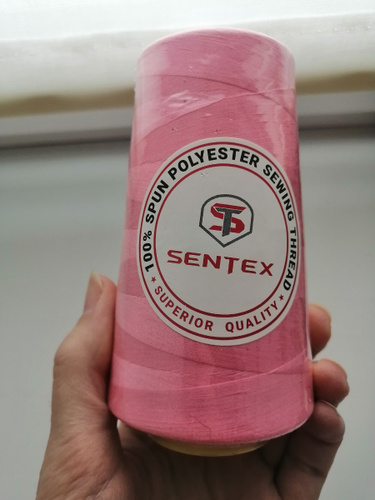 100% SPUN POLYESTER SEWING THREAD
ST
SENTEX
★ SUPERIOR QUALITY ★